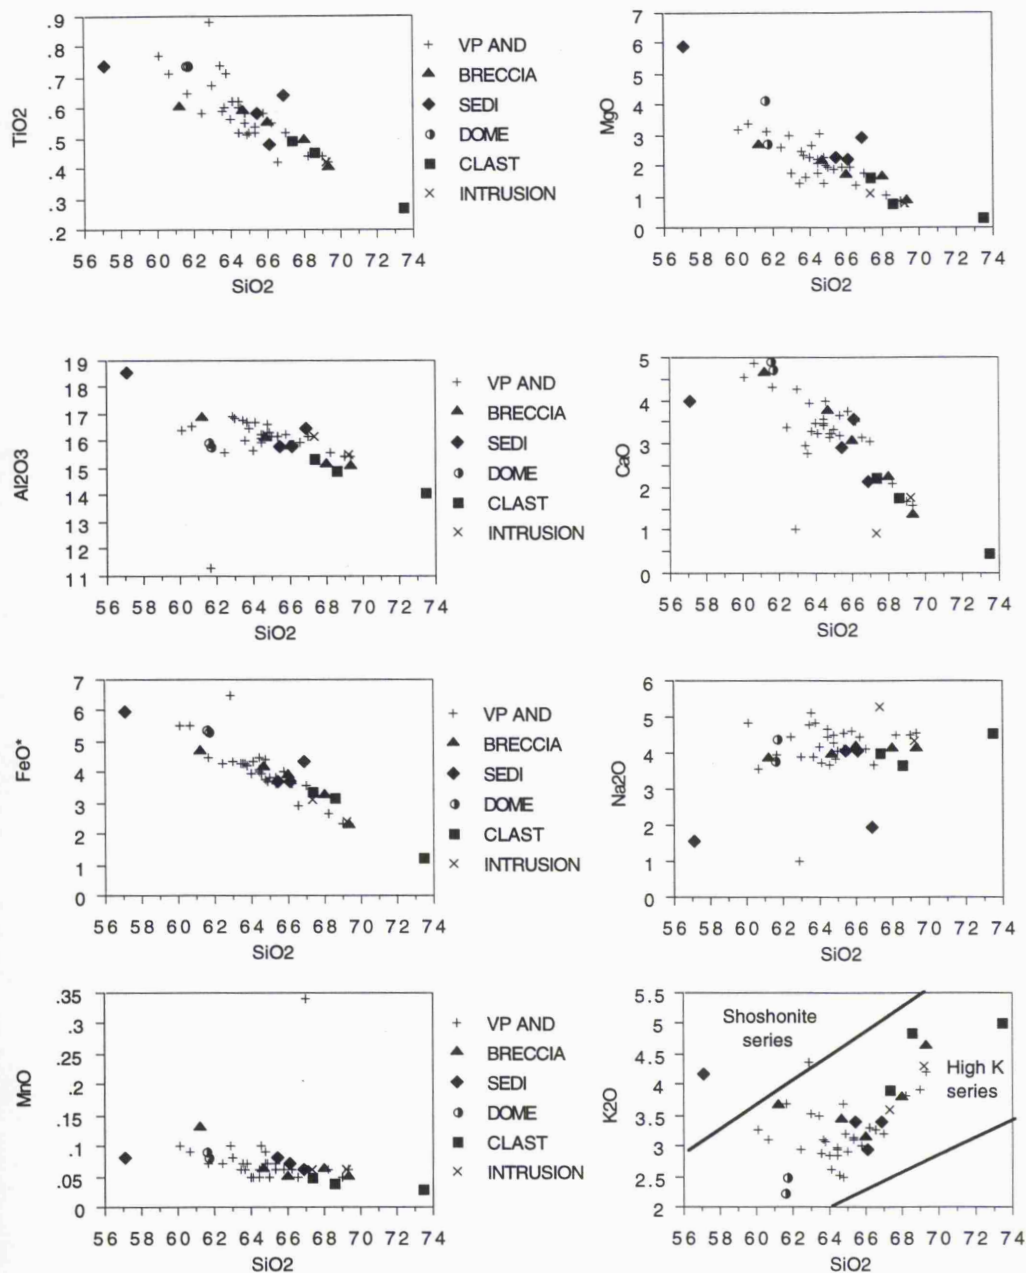 TiO2
.9
.8
.7
.6
.5
.4
.3
.2
56 58 60 62 64 66 68 70 72 74
SiO2
VP AND
BRECCIA
SEDI
DOME
CLAST
INTRUSION
MgO
7
6
5
4
3
2
1
0
56 58 60 62 64 66 68 70 72 74
SiO2
Al2O3
19
18
17
16
15
14
13
12
11
56 58 60 62 64 66 68 70 72 74
SiO2
VP AND
BRECCIA
SEDI
DOME
CLAST
INTRUSION
CaO
5
4
3
2
1
0
56 58 60 62 64 66 68 70 72 74
SiO2
FeO*
7
6
5
4
3
2
1
0
56 58 60 62 64 66 68 70 72 74
SiO2
VP AND
BRECCIA
SEDI
DOME
CLAST
INTRUSION
Na2O
6
5
4
3
2
1
0
56 58 60 62 64 66 68 70 72 74
SiO2
MnO
.35
.3
.25
.2
.15
.1
.05
0
56 58 60 62 64 66 68 70 72 74
SiO2
VP AND
BRECCIA
SEDI
DOME
CLAST
INTRUSION
K2O
5.5
5
4.5
4
3.5
3
2.5
2
Shoshonite
series
High K
series
56 58 60 62 64 66 68 70 72 74
SiO2